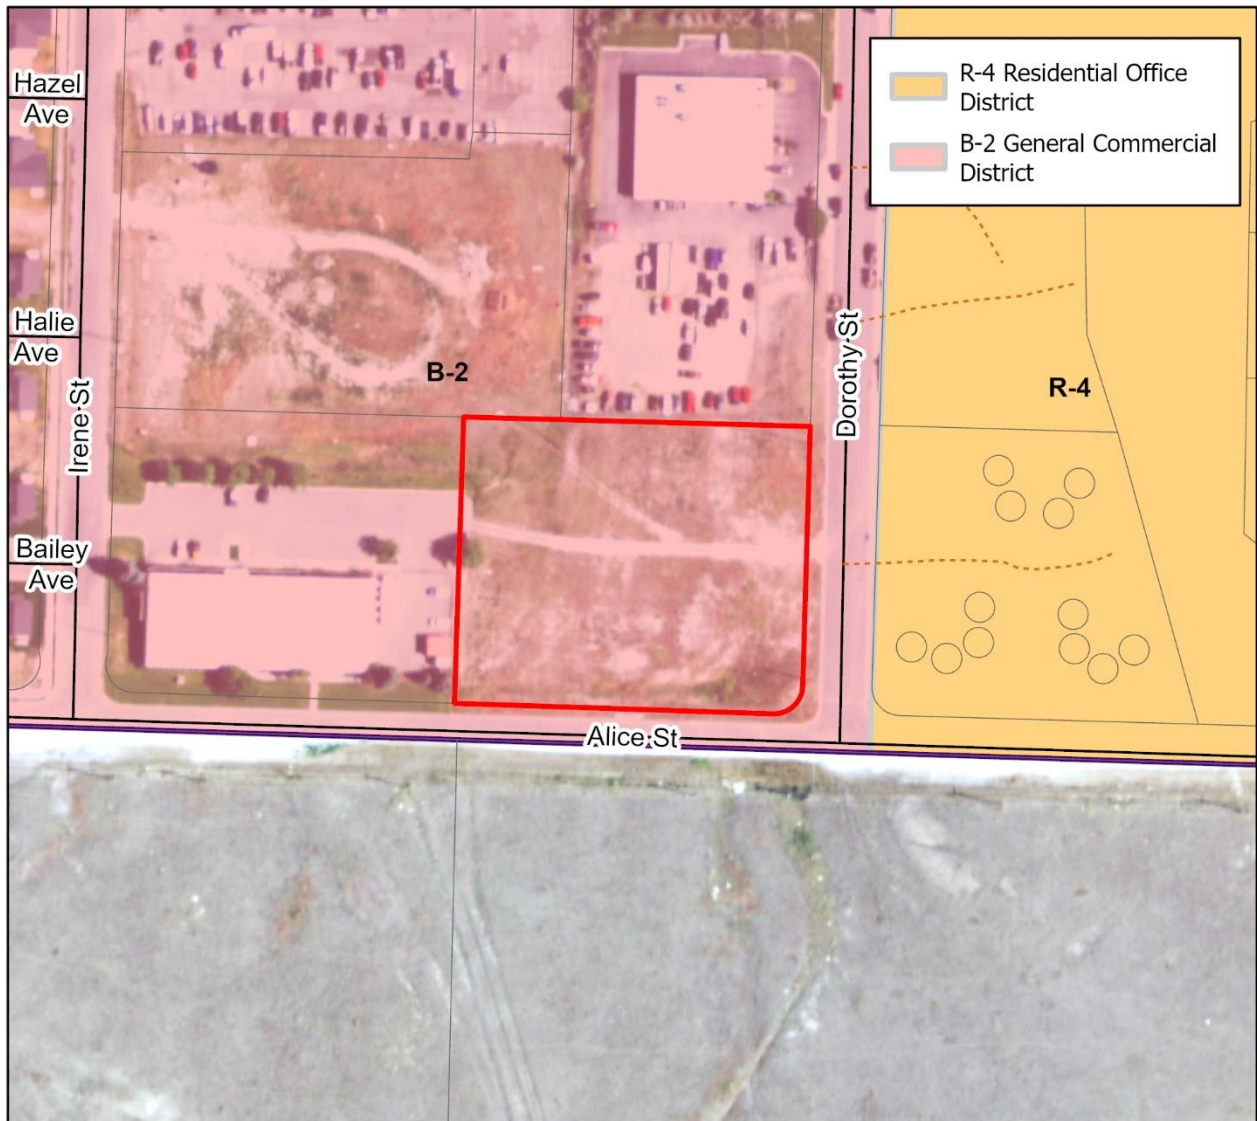 R-4 Residential Office
District
B-2 General Commercial
District
Hazel
Ave
Halie
Ave
Irene St
B-2
Dorothy St
R-4
Bailey
Ave
Alice St